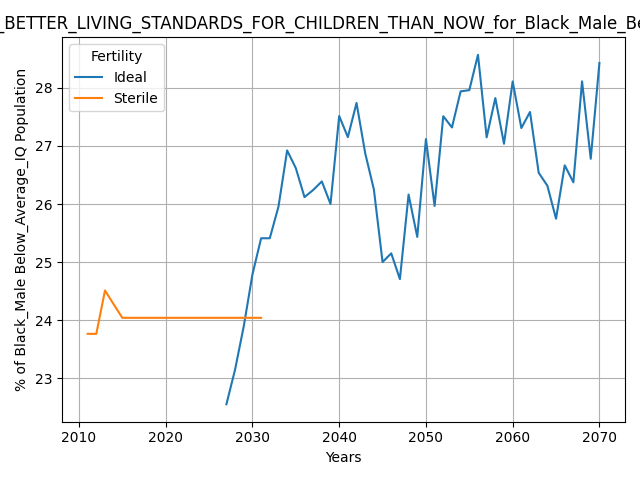 _BETTER_LIVING_STANDARDS_FOR_CHILDREN_THAN_NOW_for_Black_Male_Be
Fertility
Ideal
Sterile
% of Black_Male Below_Average_IQ Population
28
27
26
25
24
23
2010 2020 2030 2040 2050 2060 2070
Years